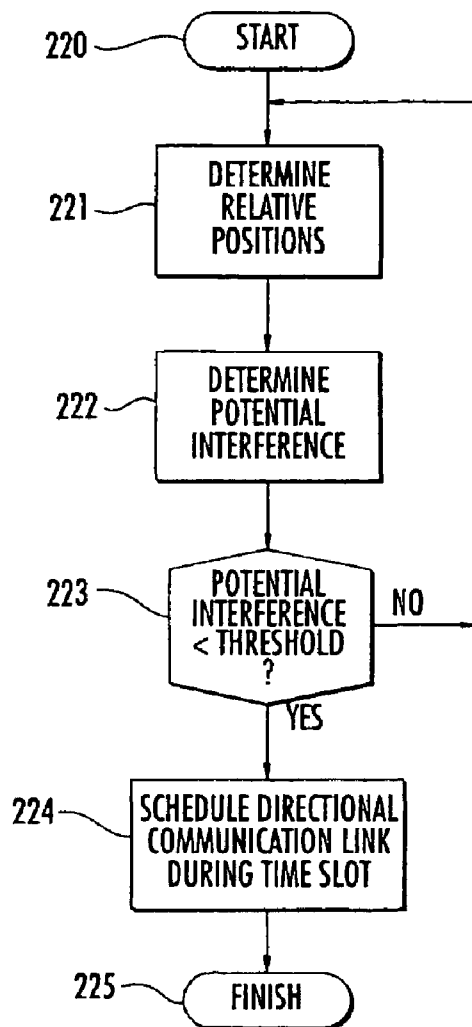 220
START
221
DETERMINE
RELATIVE
POSITIONS
222
DETERMINE
POTENTIAL
INTERFERENCE
223
POTENTIAL
INTERFERENCE
< THRESHOLD
?
NO
YES
224
SCHEDULE DIRECTIONAL
COMMUNICATION LINK
DURING TIME SLOT
225
FINISH